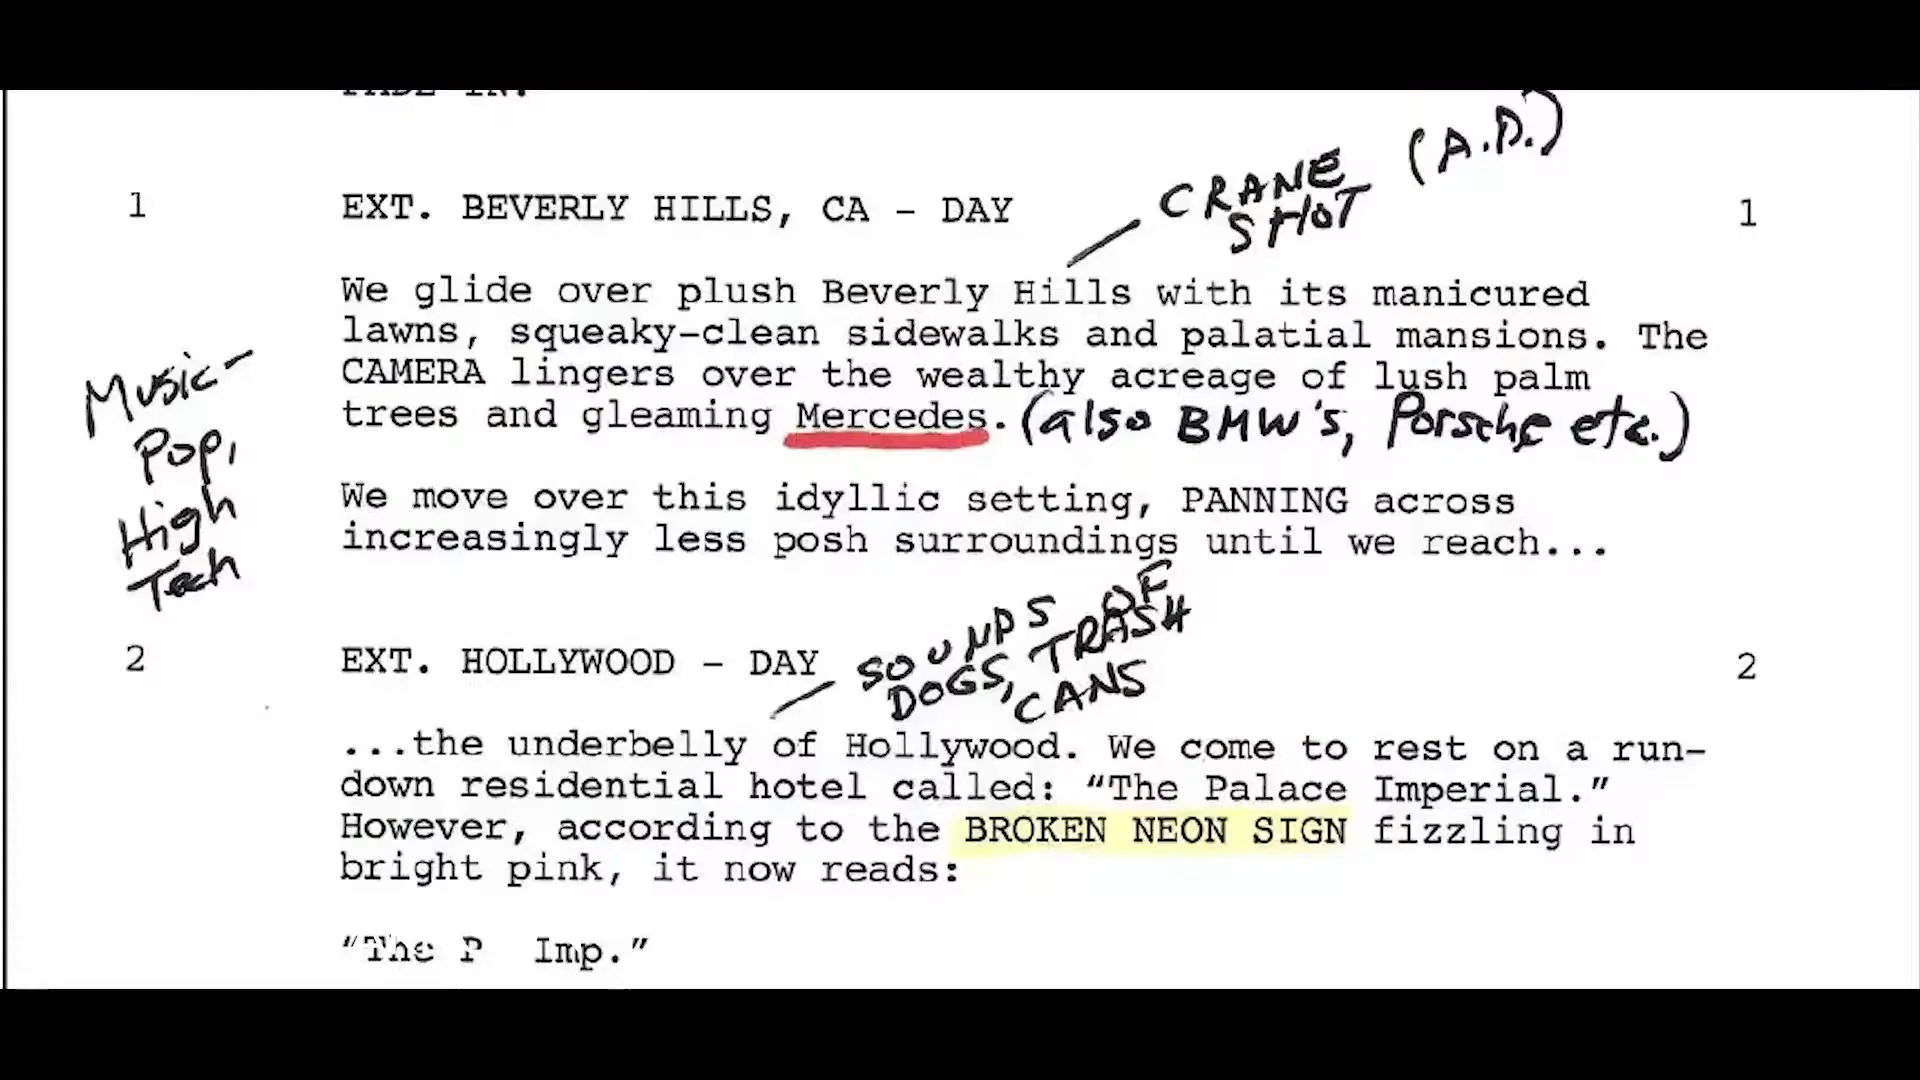 FADE IN:
CRANE (A.D.)
SHOT
1 EXT. BEVERLY HILLS, CA - DAY 1
We glide over plush Beverly Hills with its manicured
lawns, squeaky-clean sidewalks and palatial mansions. The
CAMERA lingers over the wealthy acreage of lush palm
trees and gleaming Mercedes. (also BMW's, Porsche etc.)
Music-
Pop,
High
Tech
We move over this idyllic setting, PANNING across
increasingly less posh surroundings until we reach...
2 EXT. HOLLYWOOD - DAY 2
SOUNDS OF
DOGS, TRASH
CANS
...the underbelly of Hollywood. We come to rest on a run-
down residential hotel called: “The Palace Imperial.”
However, according to the BROKEN NEON SIGN fizzling in
bright pink, it now reads:
“The P Imp.”